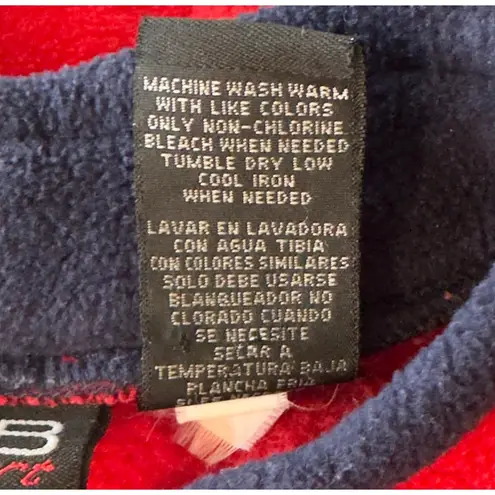 MACHINE WASH WARM
WITH LIKE COLORS
ONLY NON-CHLORINE
BLEACH WHEN NEEDED
TUMBLE DRY LOW
COOL IRON
WHEN NEEDED
LAVAR EN LAVADORA
CON AGUA TIBIA
CON COLORES SIMILARES
SOLO DEBE USARSE
BLANQUEADOR NO
CLORADO CUANDO
SE NECESITE
SECAR A
TEMPERATURA BAJA
PLANCHA FRIA
B